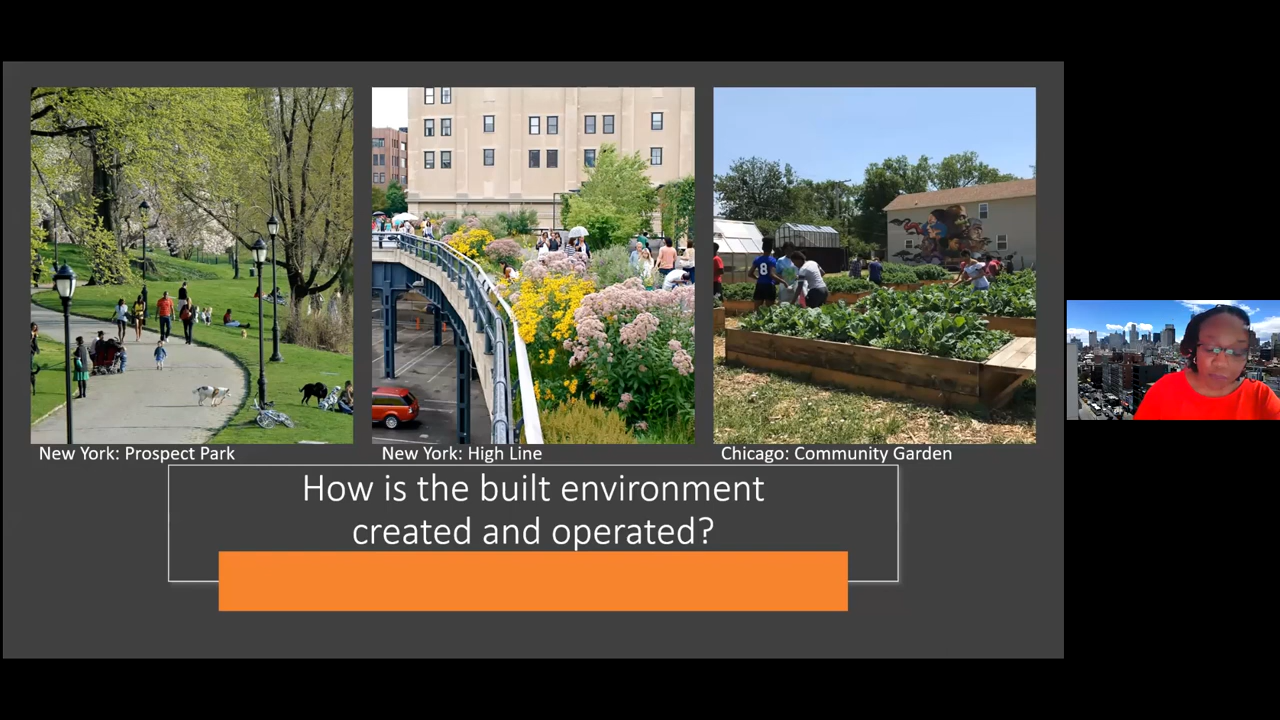 New York: Prospect Park
New York: High Line
Chicago: Community Garden
How is the built environment
created and operated?
8